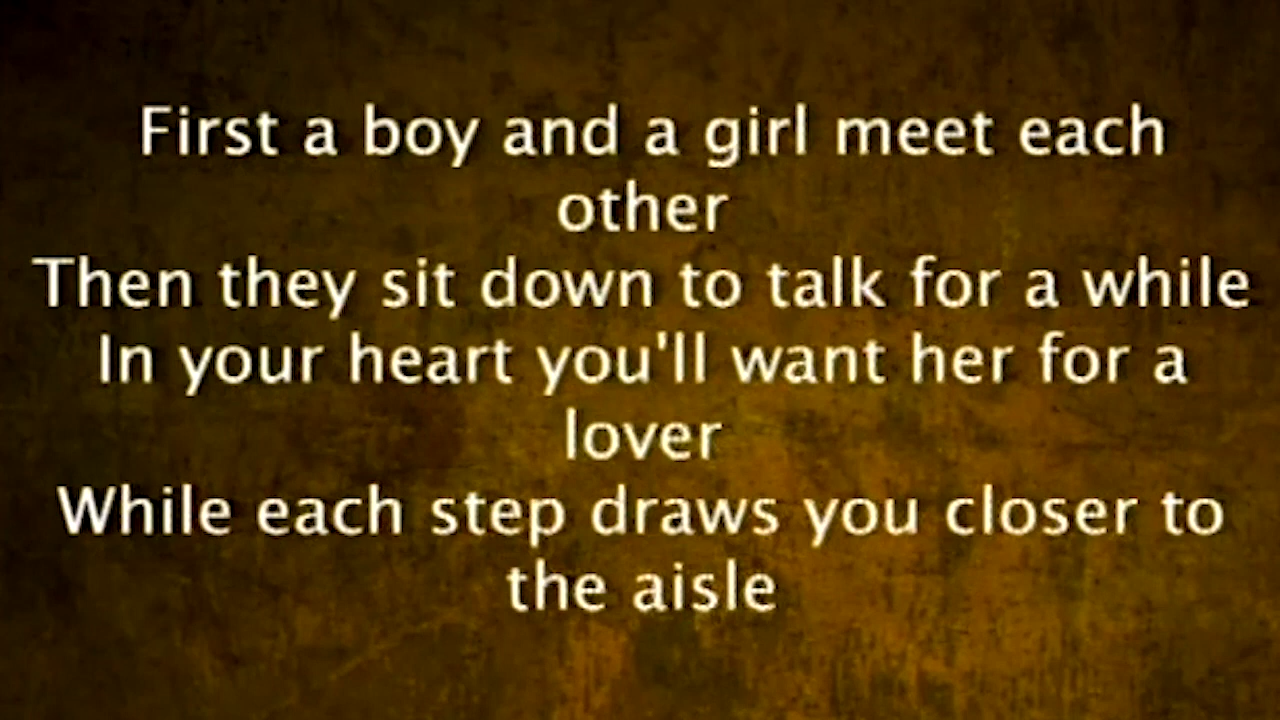 First a boy and a girl meet each
other
Then they sit down to talk for a while
In your heart you'll want her for a
lover
While each step draws you closer to
the aisle